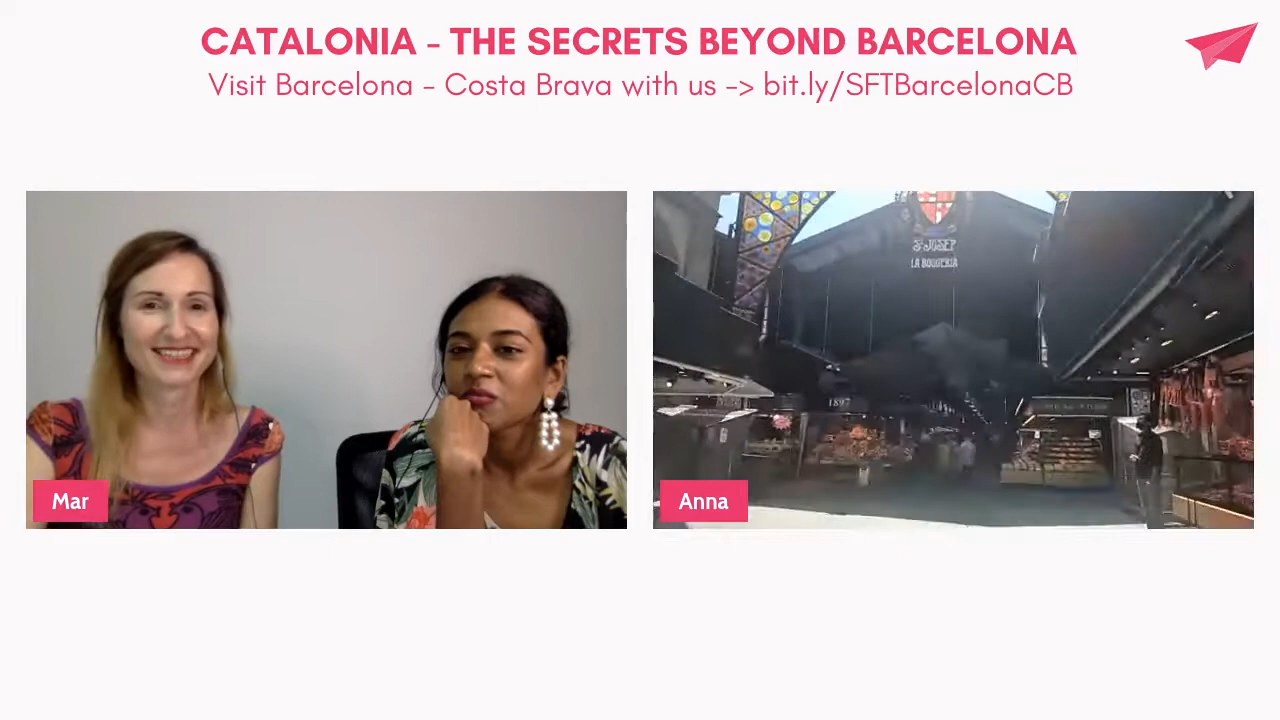 CATALONIA - THE SECRETS BEYOND BARCELONA
Visit Barcelona - Costa Brava with us -> bit.ly/SFTBarcelonaCB
St JOSEP
LA BOQUERIA
1897
Mar
Anna